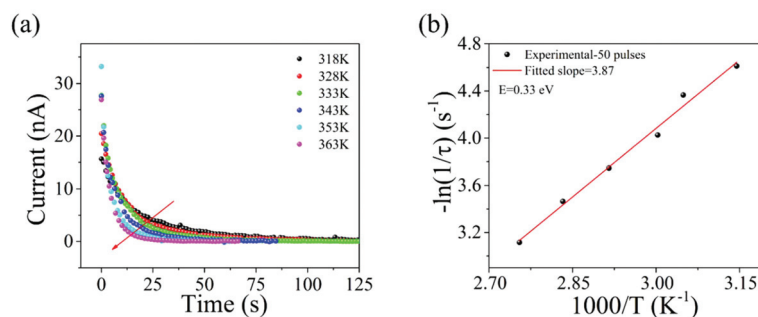 (a)
318K
328K
333K
343K
353K
363K
30
20
10
0
Current (nA)
0 25 50 75 100 125
Time (s)
(b)
Experimental-50 pulses
Fitted slope=3.87
E=0.33 eV
4.8
4.4
4.0
3.6
3.2
-ln(1/τ) (s⁻¹)
2.70 2.85 3.00 3.15
1000/T (K⁻¹)